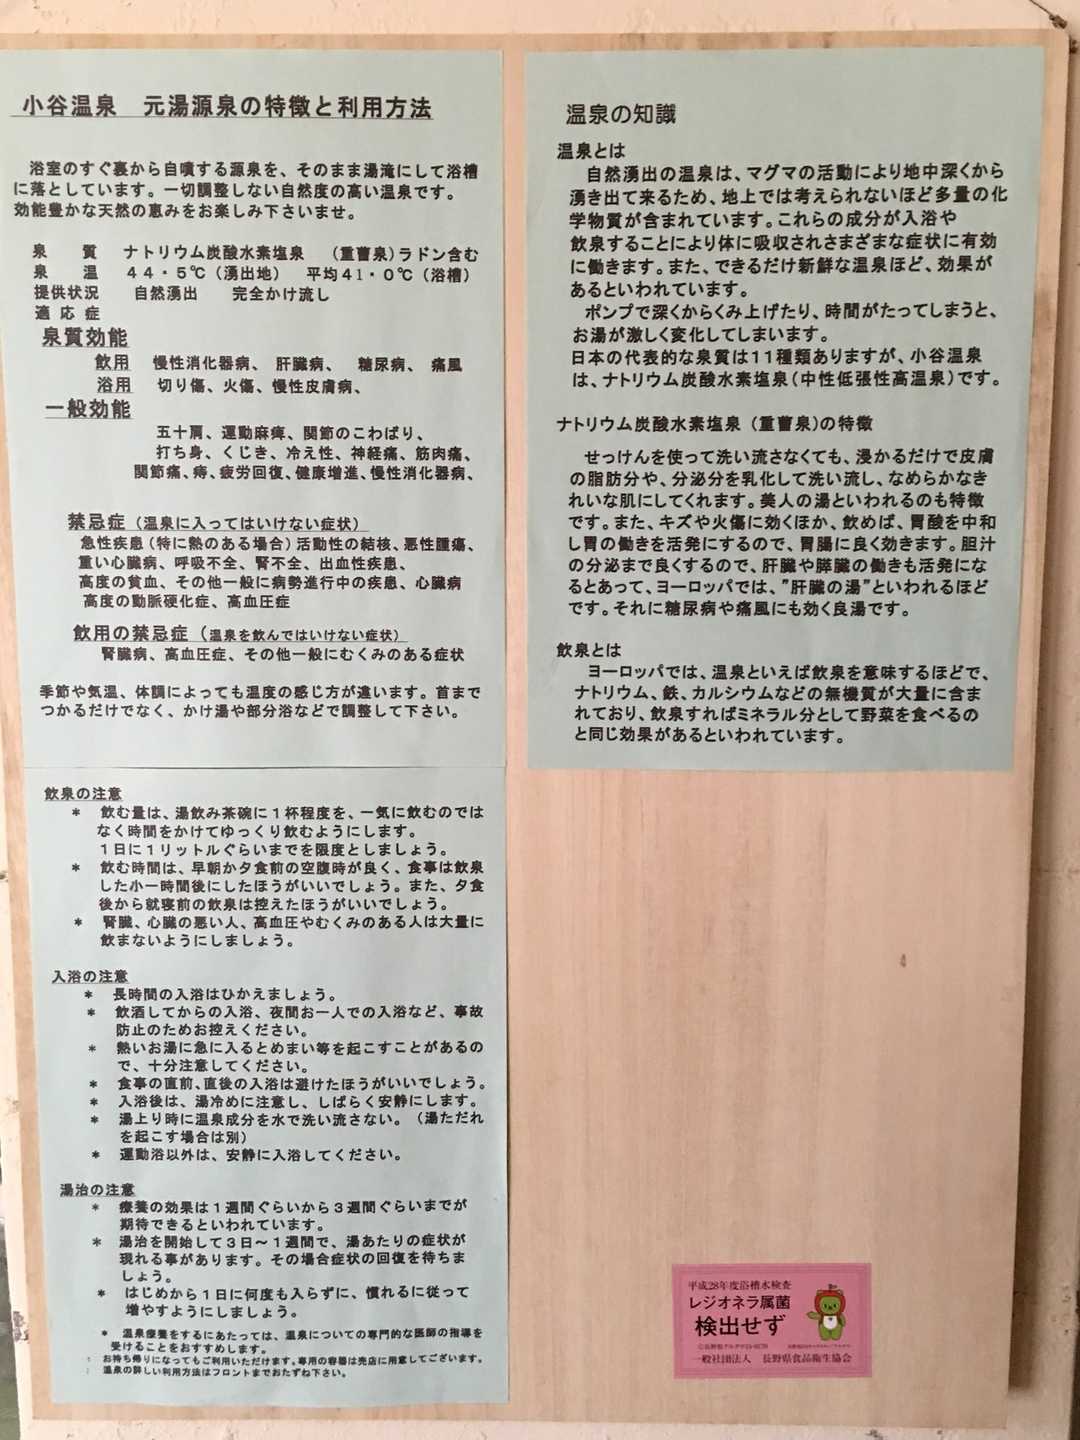 小谷温泉　元湯源泉の特徴と利用方法
浴室のすぐ裏から自噴する源泉を、そのまま湯滝にして浴槽
に落としています。一切調整しない自然度の高い温泉です。
効能豊かな天然の恵みをお楽しみ下さいませ。
泉　質　ナトリウム炭酸水素塩泉　（重曹泉）ラドン含む
泉　温　４４・５℃（湧出地）　平均４１・０℃（浴槽）
提供状況　自然湧出　完全かけ流し
適応症
泉質効能
飲用　慢性消化器病、肝臓病、　糖尿病、痛風
浴用　切り傷、火傷、慢性皮膚病、
一般効能
五十肩、運動麻痺、関節のこわばり、
打ち身、くじき、冷え性、神経痛、筋肉痛、
関節痛、痔、疲労回復、健康増進、慢性消化器病、
禁忌症（温泉に入ってはいけない症状）
急性疾患（特に熱のある場合）活動性の結核、悪性腫瘍、
重い心臓病、呼吸不全、腎不全、出血性疾患、
高度の貧血、その他一般に病勢進行中の疾患、心臓病
高度の動脈硬化症、高血圧症
飲用の禁忌症（温泉を飲んではいけない症状）
腎臓病、高血圧症、その他一般にむくみのある症状
季節や気温、体調によっても温度の感じ方が違います。首まで
つかるだけでなく、かけ湯や部分浴などで調整して下さい。
飲泉の注意
＊　飲む量は、湯飲み茶碗に１杯程度を、一気に飲むのでは
なく時間をかけてゆっくり飲むようにします。
１日に１リットルぐらいまでを限度としましょう。
＊　飲む時間は、早朝か夕食前の空腹時が良く、食事は飲泉
した小一時間後にしたほうがいいでしょう。また、夕食
後から就寝前の飲泉は控えたほうがいいでしょう。
＊　腎臓、心臓の悪い人、高血圧やむくみのある人は大量に
飲まないようにしましょう。
入浴の注意
＊　長時間の入浴はひかえましょう。
＊　飲酒してからの入浴、夜間お一人での入浴など、事故
防止のためお控えください。
＊　熱いお湯に急に入るとめまい等を起こすことがあるの
で、十分注意してください。
＊　食事の直前、直後の入浴は避けたほうがいいでしょう。
＊　入浴後は、湯冷めに注意し、しばらく安静にします。
＊　湯上り時に温泉成分を水で洗い流さない。（湯ただれ
を起こす場合は別）
＊　運動浴以外は、安静に入浴してください。
湯治の注意
＊　療養の効果は１週間ぐらいから３週間ぐらいまでが
期待できるといわれています。
＊　湯治を開始して３日～１週間で、湯あたりの症状が
現れる事があります。その場合症状の回復を待ちま
しょう。
＊　はじめから１日に何度も入らずに、慣れるに従って
増やすようにしましょう。
＊　温泉療養をするにあたっては、温泉についての専門的な医師の指導を
受けることをおすすめします。
：　お持ち帰りになってもご利用いただけます。専用の容器は売店に用意してございます。
：　温泉の詳しい利用方法はフロントまでおたずね下さい。
温泉の知識
温泉とは
自然湧出の温泉は、マグマの活動により地中深くから
湧き出て来るため、地上では考えられないほど多量の化
学物質が含まれています。これらの成分が入浴や
飲泉することにより体に吸収されさまざまな症状に有効
に働きます。また、できるだけ新鮮な温泉ほど、効果が
あるといわれています。
ポンプで深くからくみ上げたり、時間がたってしまうと、
お湯が激しく変化してしまいます。
日本の代表的な泉質は１１種類ありますが、小谷温泉
は、ナトリウム炭酸水素塩泉（中性低張性高温泉）です。
ナトリウム炭酸水素塩泉（重曹泉）の特徴
せっけんを使って洗い流さなくても、浸かるだけで皮膚
の脂肪分や、分泌分を乳化して洗い流し、なめらかなき
れいな肌にしてくれます。美人の湯といわれるのも特徴
です。また、キズや火傷に効くほか、飲めば、胃酸を中和
し胃の働きを活発にするので、胃腸に良く効きます。胆汁
の分泌まで良くするので、肝臓や膵臓の働きも活発にな
るとあって、ヨーロッパでは、”肝臓の湯”といわれるほど
です。それに糖尿病や痛風にも効く良湯です。
飲泉とは
ヨーロッパでは、温泉といえば飲泉を意味するほどで、
ナトリウム、鉄、カルシウムなどの無機質が大量に含ま
れており、飲泉すればミネラル分として野菜を食べるの
と同じ効果があるといわれています。
平成28年度浴槽水検査
レジオネラ属菌
検出せず
一般社団法人　長野県食品衛生協会